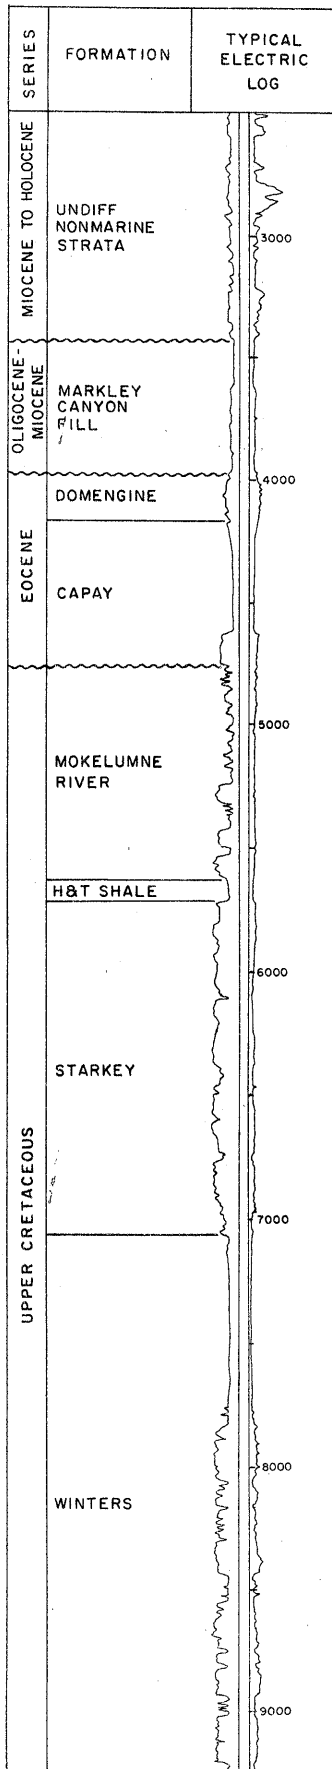 SERIES
FORMATION
TYPICAL
ELECTRIC
LOG
MIOCENE TO HOLOCENE
UNDIFF
NONMARINE
STRATA
3000
OLIGOCENE-
MIOCENE
MARKLEY
CANYON
FILL
4000
EOCENE
DOMENGINE
CAPAY
5000
UPPER CRETACEOUS
MOKELUMNE
RIVER
H&T SHALE
6000
STARKEY
7000
8000
WINTERS
9000